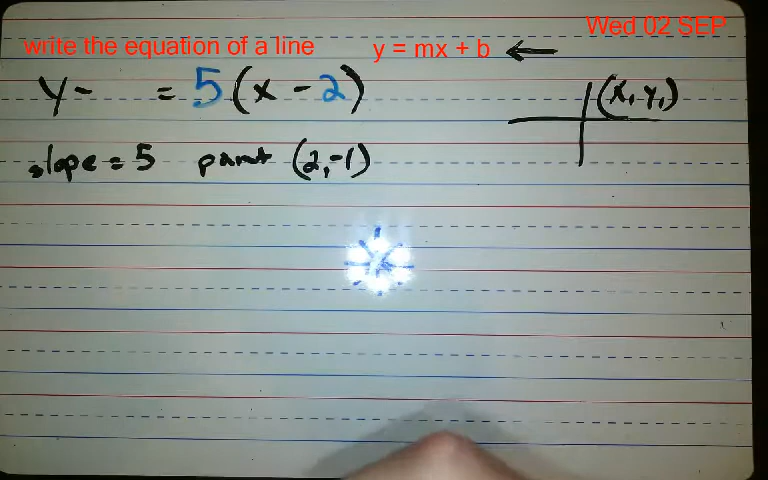 Wed 02 SEP
write the equation of a line y = mx + b ←
y - = 5(x - 2)
(x₁ y₁)
slope = 5 point (2,-1)